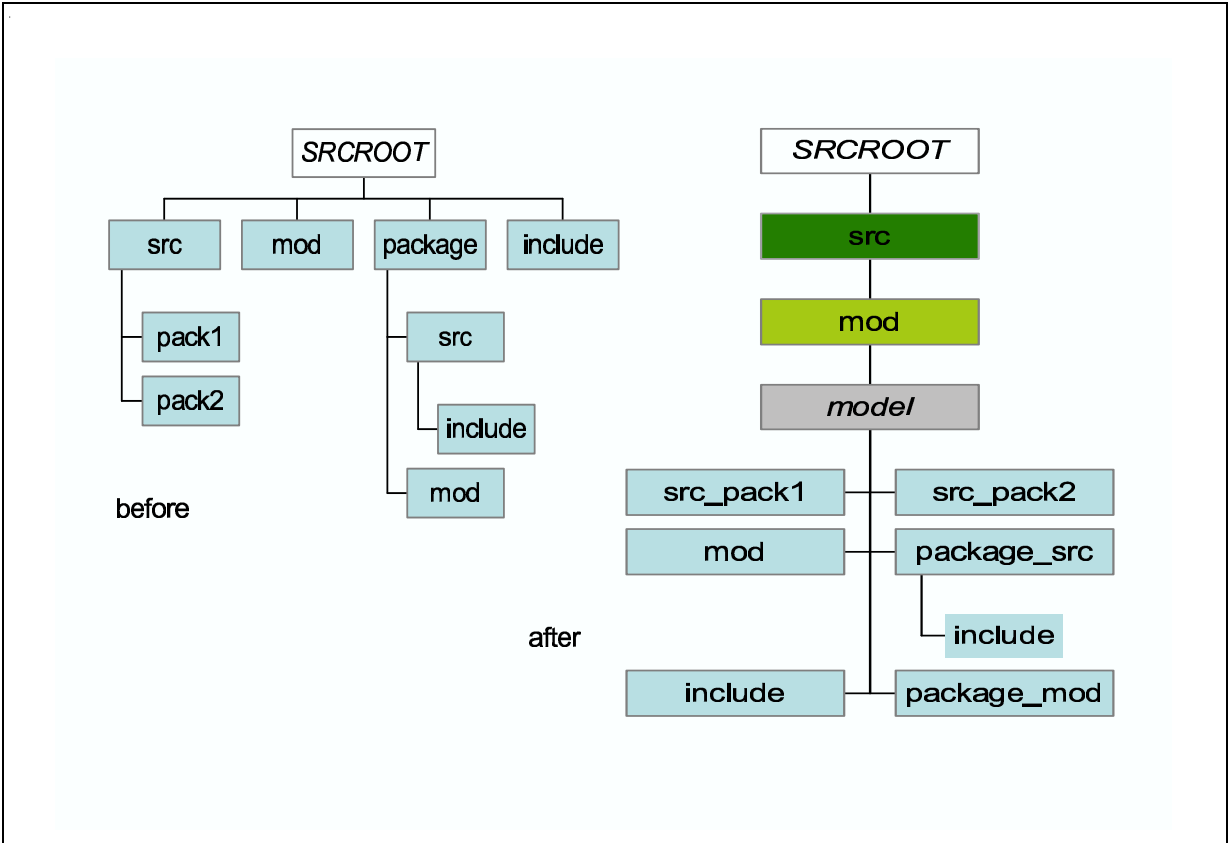 SRCROOT
src
mod
package
include
pack1
pack2
src
include
mod
before
SRCROOT
src
mod
model
src_pack1
src_pack2
mod
package_src
include
include
package_mod
after